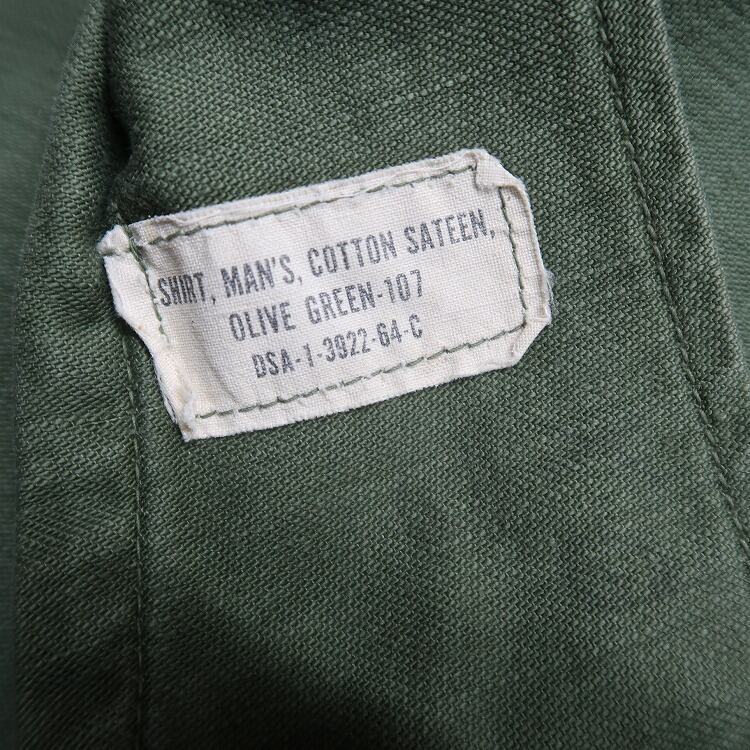 SHIRT, MAN'S, COTTON SATEEN,
OLIVE GREEN-107
DSA-1-3922-64-C